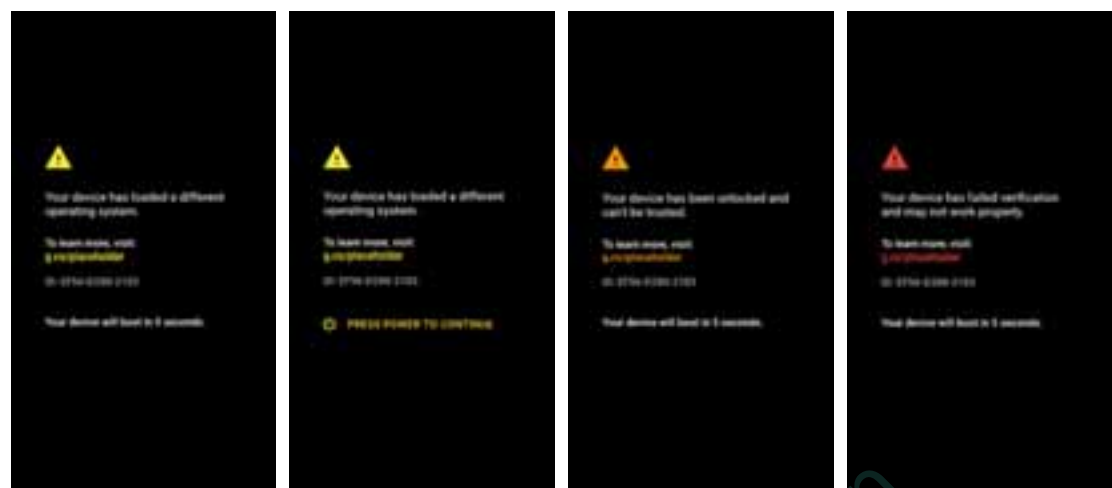 Your device has loaded a different
operating system.
To learn more, visit:
g.co/placeholder
Your device will boot in 5 seconds.
Your device has loaded a different
operating system.
To learn more, visit:
g.co/placeholder
PRESS POWER TO CONTINUE
Your device has been unlocked and
can't be trusted.
To learn more, visit:
g.co/placeholder
Your device will boot in 5 seconds.
Your device has failed verification
and may not work properly.
To learn more, visit:
g.co/placeholder
Your device will boot in 5 seconds.